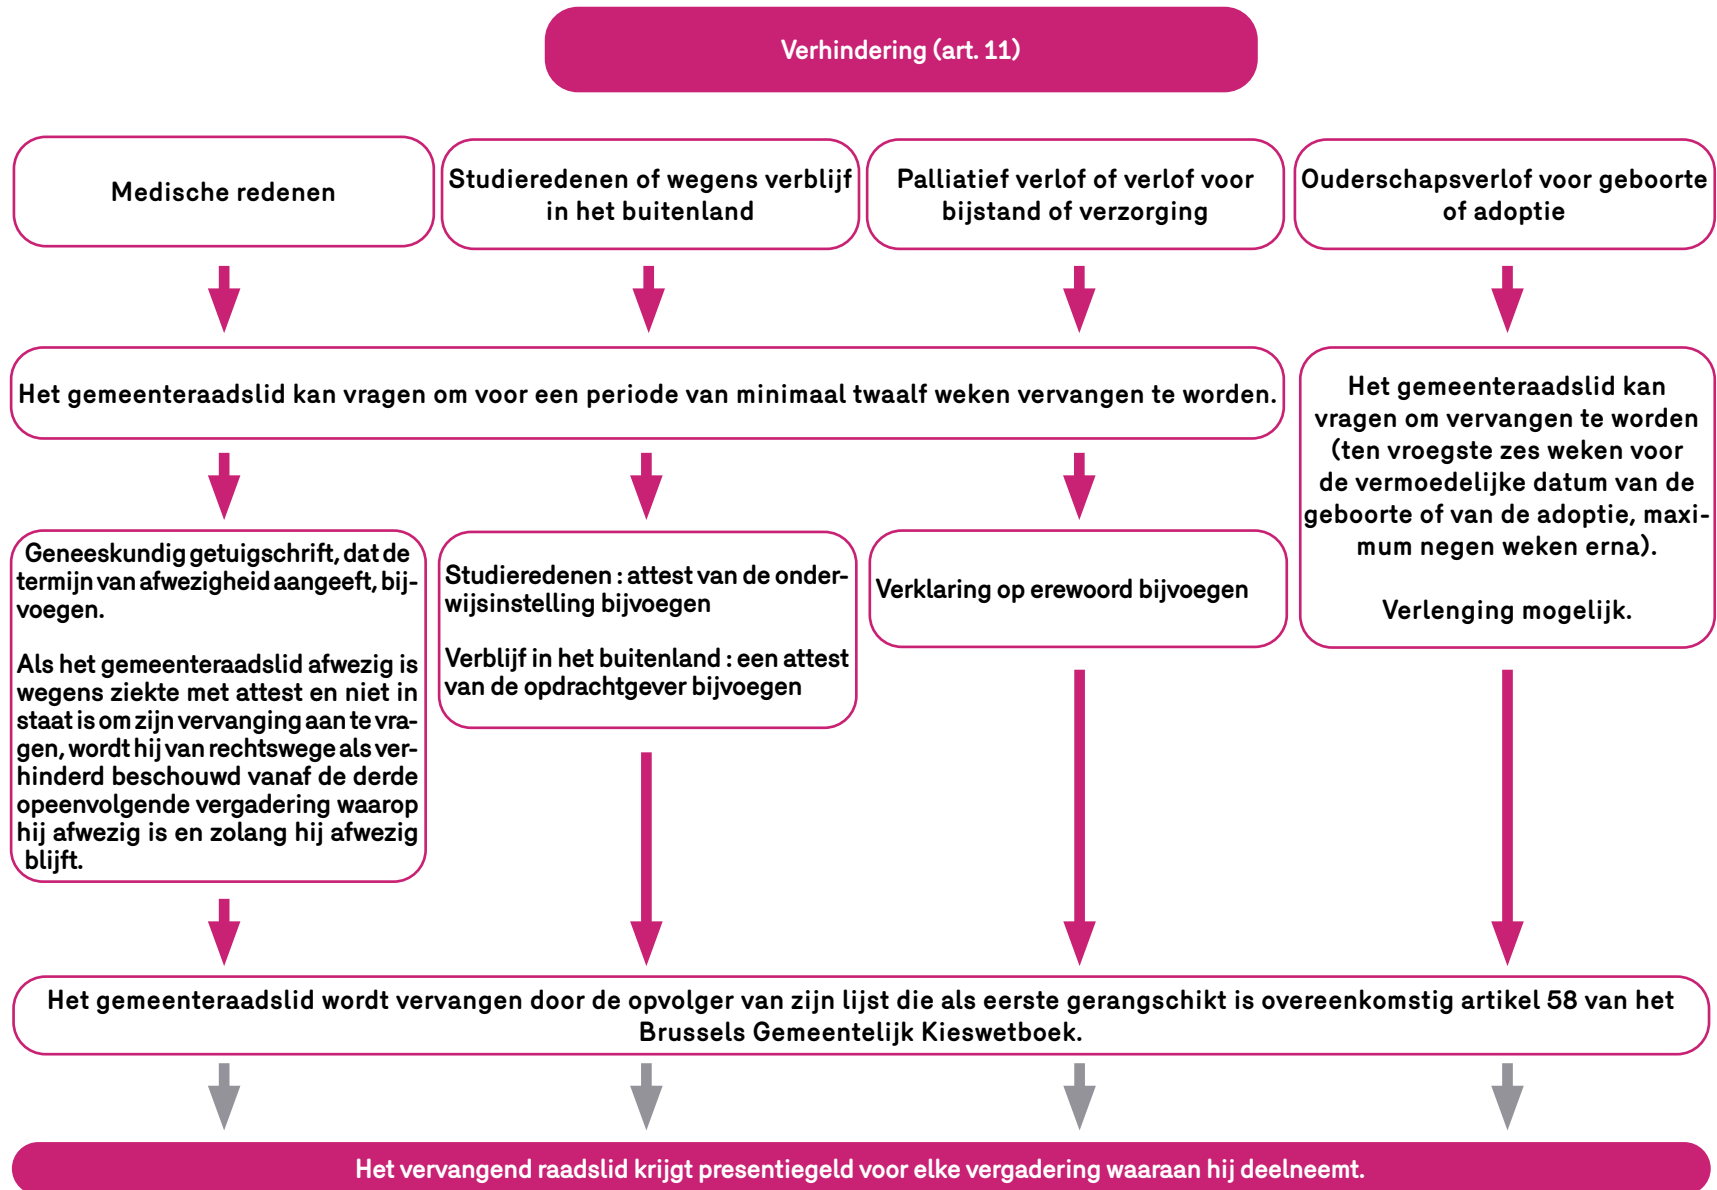 Verhindering (art. 11)
Medische redenen
Studieredenen of wegens verblijf
in het buitenland
Palliatief verlof of verlof voor
bijstand of verzorging
Ouderschapsverlof voor geboorte
of adoptie
Het gemeenteraadslid kan vragen om voor een periode van minimaal twaalf weken vervangen te worden.
Het gemeenteraadslid kan
vragen om vervangen te worden
(ten vroegste zes weken voor
de vermoedelijke datum van de
geboorte of van de adoptie, maxi-
mum negen weken erna).
Verlenging mogelijk.
Geneeskundig getuigschrift, dat de
termijn van afwezigheid aangeeft, bij-
voegen.
Als het gemeenteraadslid afwezig is
wegens ziekte met attest en niet in
staat is om zijn vervanging aan te vra-
gen, wordt hij van rechtswege als ver-
hinderd beschouwd vanaf de derde
opeenvolgende vergadering waarop
hij afwezig is en zolang hij afwezig
blijft.
Studieredenen : attest van de onder-
wijsinstelling bijvoegen
Verblijf in het buitenland : een attest
van de opdrachtgever bijvoegen
Verklaring op erewoord bijvoegen
Het gemeenteraadslid wordt vervangen door de opvolger van zijn lijst die als eerste gerangschikt is overeenkomstig artikel 58 van het
Brussels Gemeentelijk Kieswetboek.
Het vervangend raadslid krijgt presentiegeld voor elke vergadering waaraan hij deelneemt.